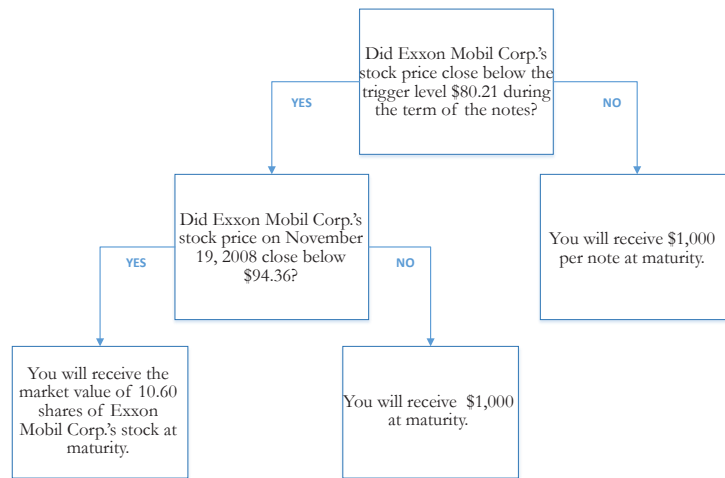 Did Exxon Mobil Corp.'s
stock price close below the
trigger level $80.21 during
the term of the notes?
YES
NO
Did Exxon Mobil Corp.'s
stock price on November
19, 2008 close below
$94.36?
You will receive $1,000
per note at maturity.
YES
NO
You will receive the
market value of 10.60
shares of Exxon
Mobil Corp.'s stock at
maturity.
You will receive $1,000
at maturity.